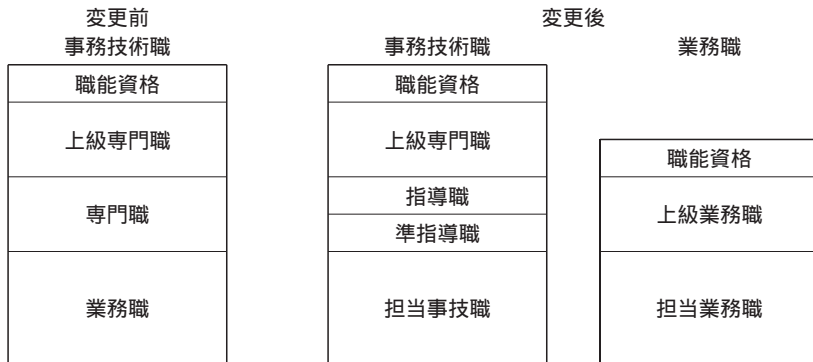 変更前
変更後
事務技術職
事務技術職
業務職
職能資格
職能資格
上級専門職
上級専門職
職能資格
専門職
指導職
準指導職
上級業務職
業務職
担当事技職
担当業務職